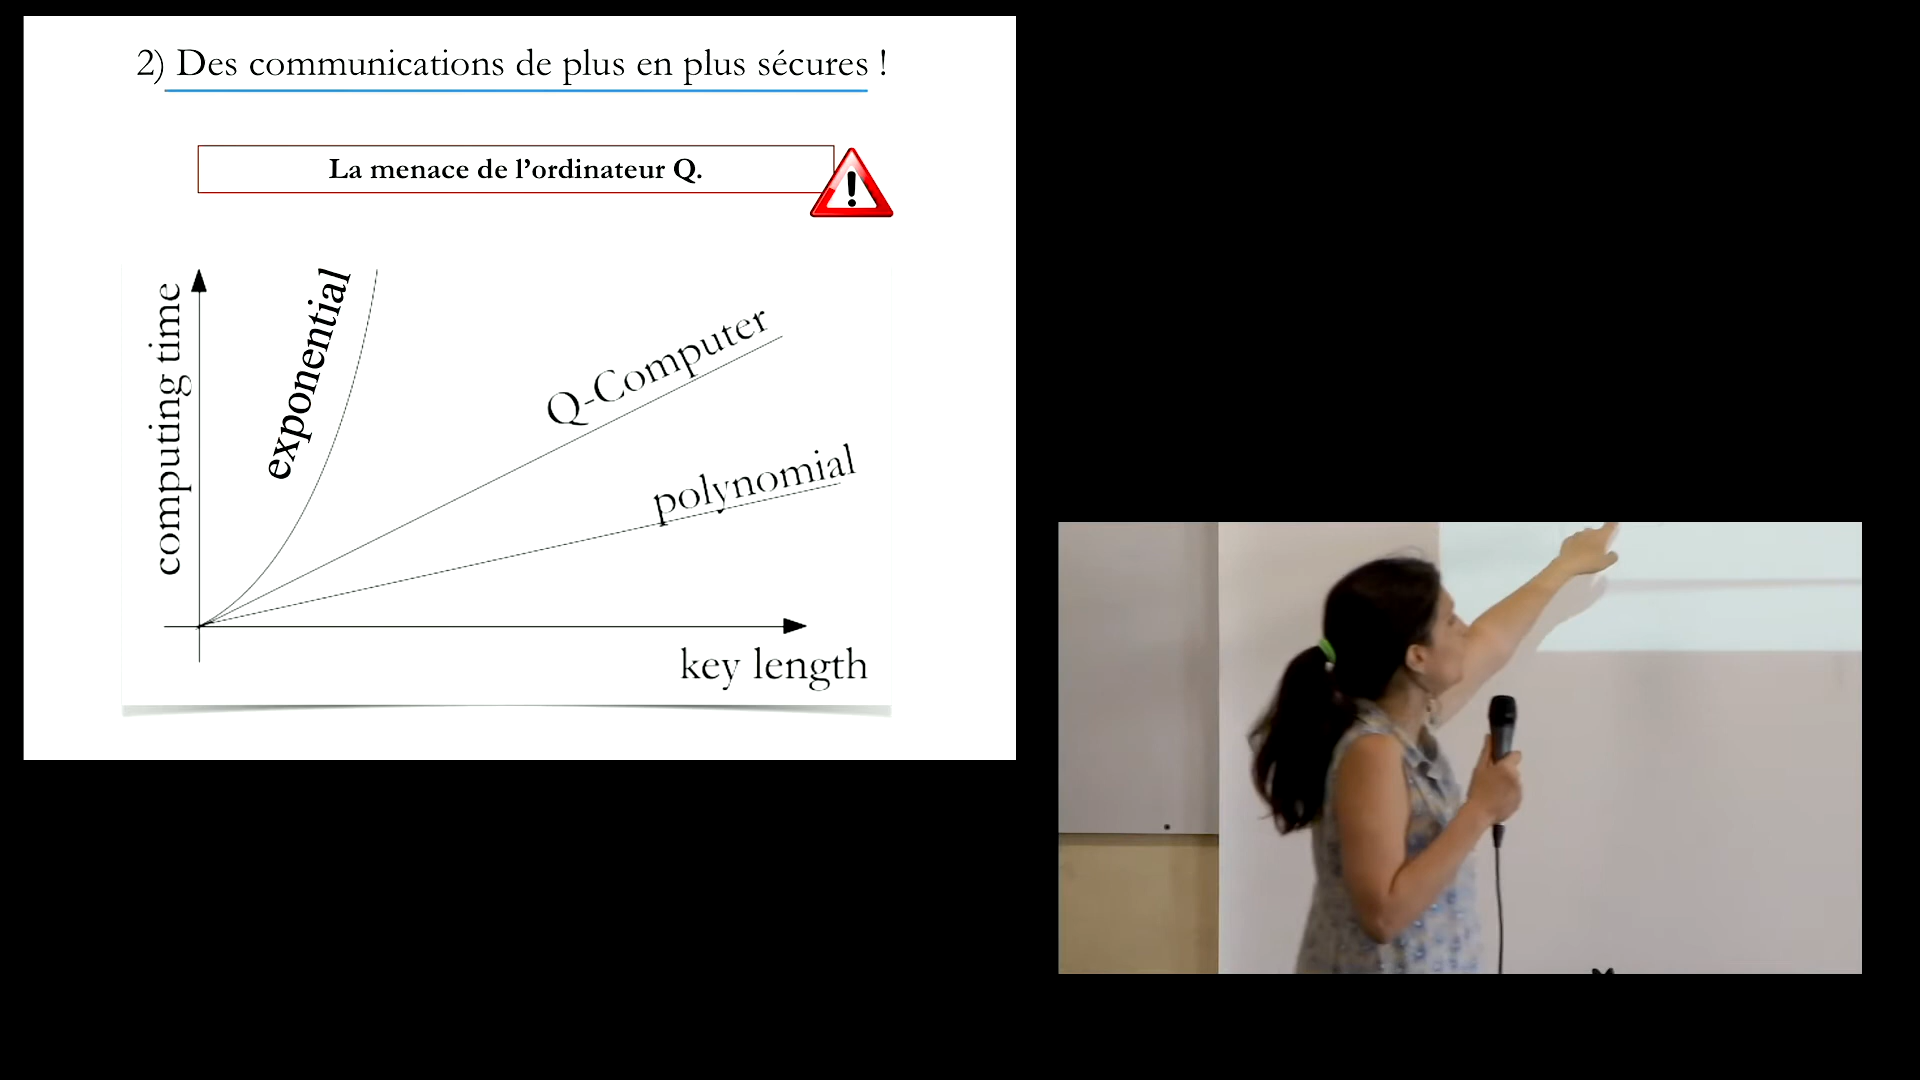 2) Des communications de plus en plus sécures !
La menace de l’ordinateur Q.
computing time
exponential
Q-Computer
polynomial
key length